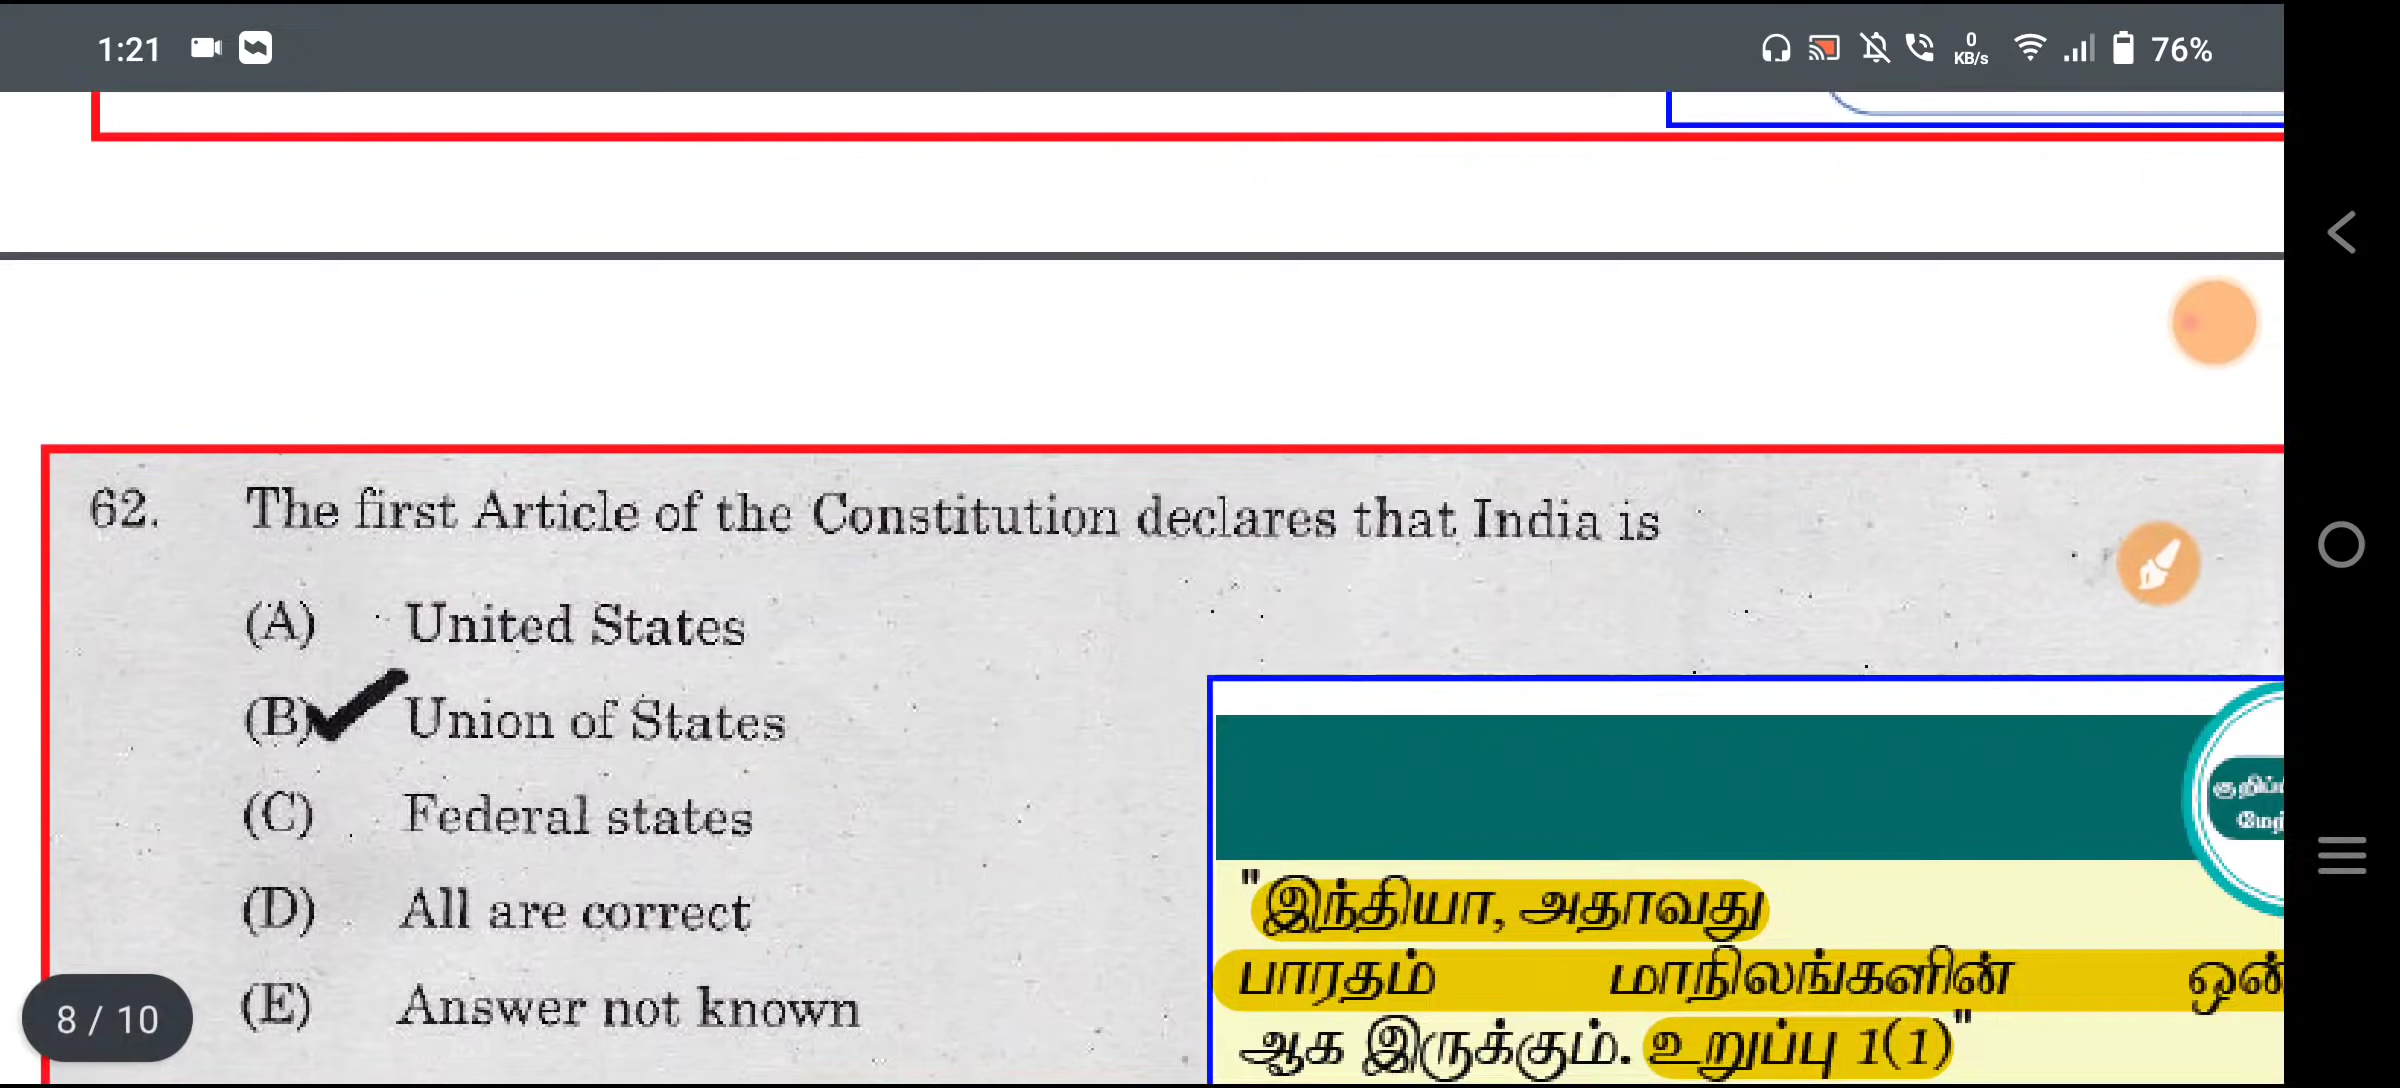 1:21
0
KB/s
76%
62. The first Article of the Constitution declares that India is
(A) United States
(B) Union of States
(C) Federal states
(D) All are correct
(E) Answer not known
"இந்தியா, அதாவது
பாரதம் மாநிலங்களின்
ஆக இருக்கும். உறுப்பு 1(1)"
8 / 10